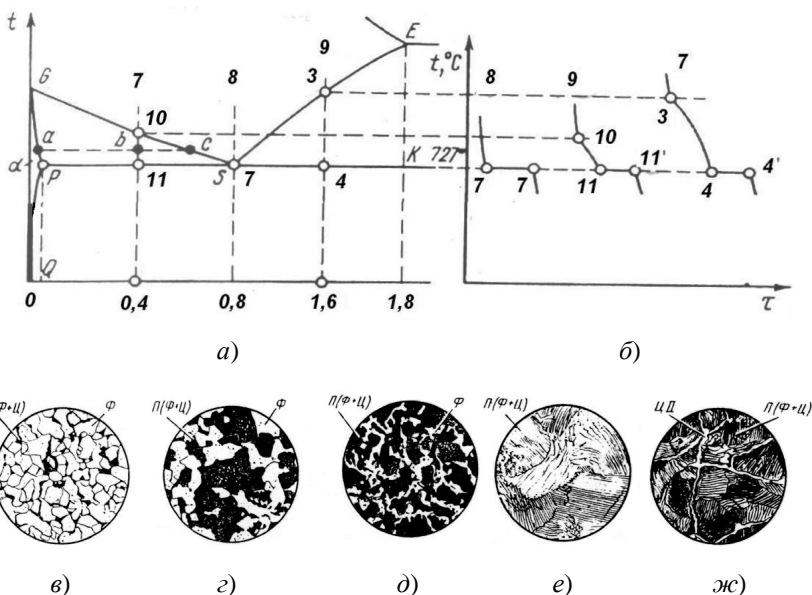 t
E
9
t,°C
7
7
8
8
9
3
G
10
3
10
a
b
c
K 727
11'
4'
α
P
11
S
7
4
7
7
11
4
Q
0
0,4
0,8
1,6
1,8
τ
а)
б)
Ф+Ц)
Ф
П(Ф+Ц)
Ф
П(Ф+Ц)
Ф
П(Ф+Ц)
ЦII
П(Ф+Ц)
в)
г)
д)
е)
ж)